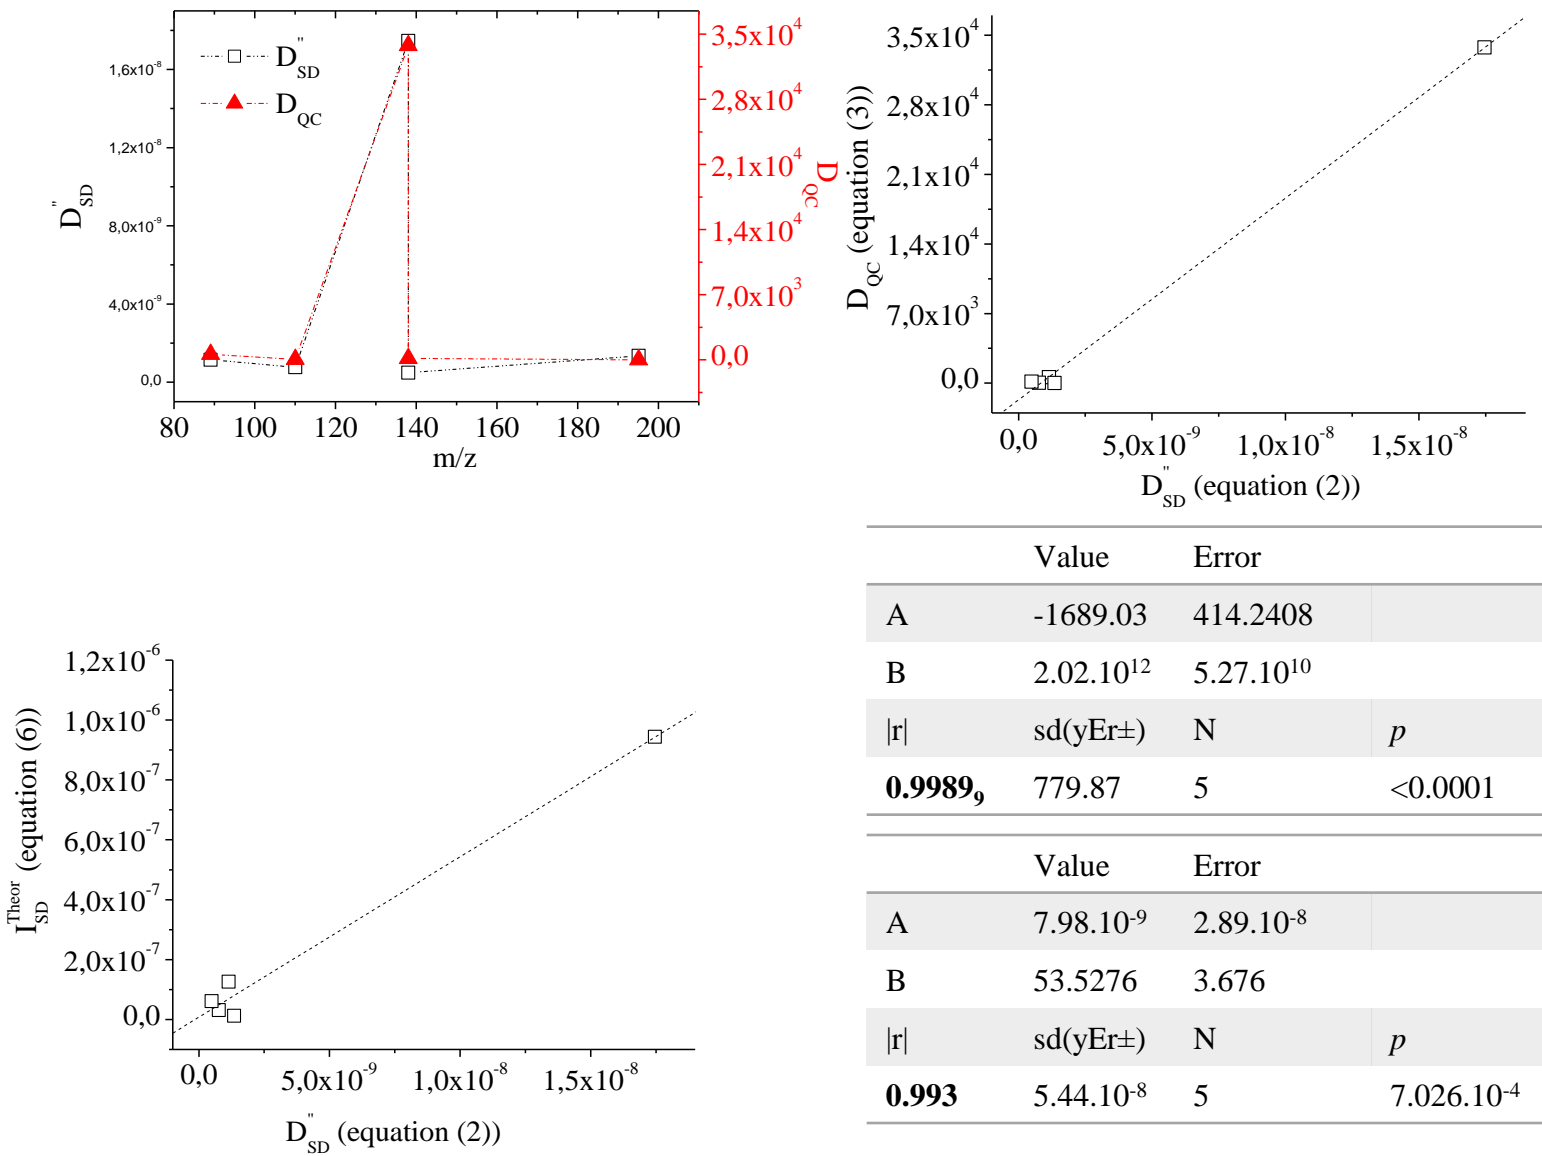 D"SD
DQC
1,6x10-8
1,2x10-8
8,0x10-9
4,0x10-9
0,0
D"SD
3,5x104
2,8x104
2,1x104
1,4x104
7,0x103
0,0
DQC
80 100 120 140 160 180 200
m/z
3,5x104
2,8x104
2,1x104
1,4x104
7,0x103
0,0
DQC (equation (3))
0,0 5,0x10-9 1,0x10-8 1,5x10-8
D"SD (equation (2))
1,2x10-6
1,0x10-6
8,0x10-7
6,0x10-7
4,0x10-7
2,0x10-7
0,0
ITheorSD (equation (6))
0,0 5,0x10-9 1,0x10-8 1,5x10-8
D"SD (equation (2))
Value Error
A -1689.03 414.2408
B 2.02.1012 5.27.1010
|r| sd(yEr±) N p
0.99899 779.87 5 <0.0001
Value Error
A 7.98.10-9 2.89.10-8
B 53.5276 3.676
|r| sd(yEr±) N p
0.993 5.44.10-8 5 7.026.10-4